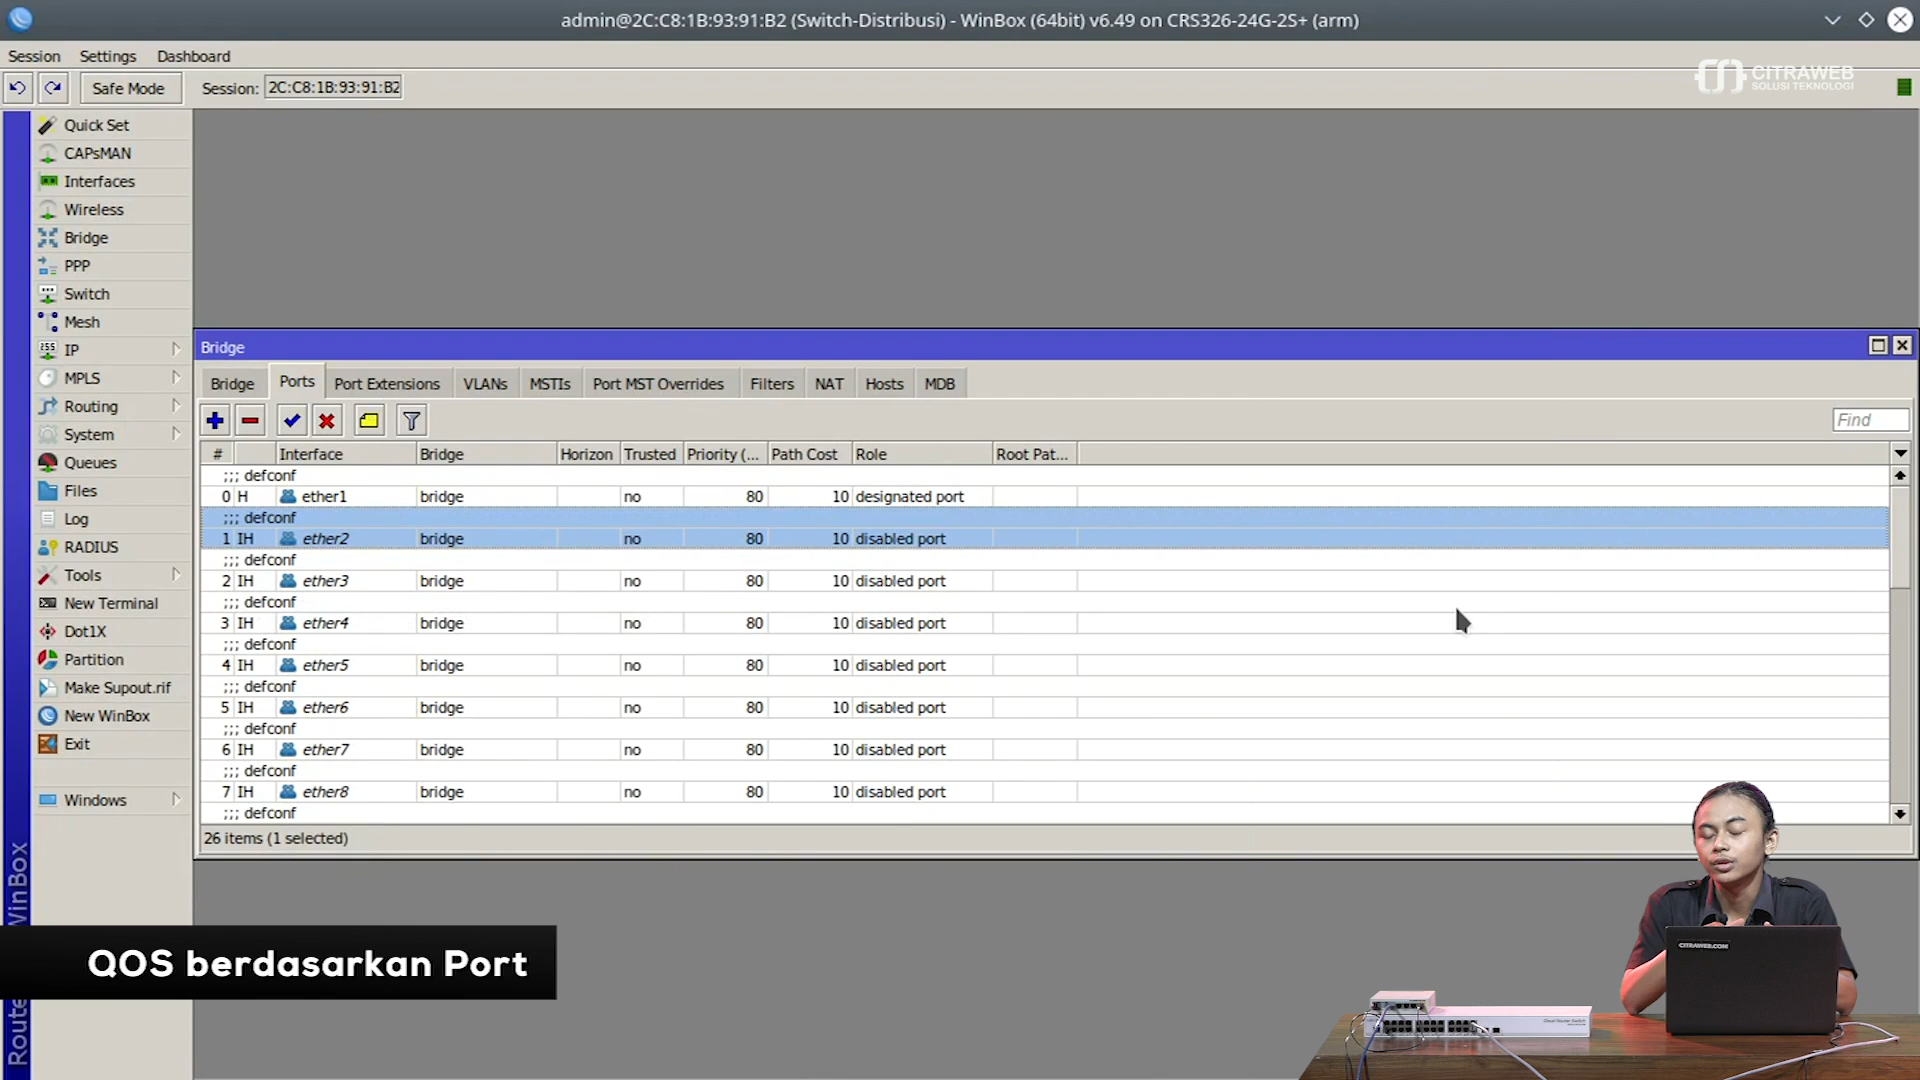 admin@2C:C8:1B:93:91:B2 (Switch-Distribusi) - WinBox (64bit) v6.49 on CRS326-24G-2S+ (arm)
Session Settings Dashboard
Safe Mode Session: 2C:C8:1B:93:91:B2
CITRAWEB
SOLUSI TEKNOLOGI
Quick Set
CAPsMAN
Interfaces
Wireless
Bridge
PPP
Switch
Mesh
IP
MPLS
Routing
System
Queues
Files
Log
RADIUS
Tools
New Terminal
Dot1X
Partition
Make Supout.rif
New WinBox
Exit
Windows
Bridge
Bridge Ports Port Extensions VLANs MSTIs Port MST Overrides Filters NAT Hosts MDB
Find
# Interface Bridge Horizon Trusted Priority (... Path Cost Role Root Pat...
;;; defconf
0 H ether1 bridge no 80 10 designated port
;;; defconf
1 IH ether2 bridge no 80 10 disabled port
;;; defconf
2 IH ether3 bridge no 80 10 disabled port
;;; defconf
3 IH ether4 bridge no 80 10 disabled port
;;; defconf
4 IH ether5 bridge no 80 10 disabled port
;;; defconf
5 IH ether6 bridge no 80 10 disabled port
;;; defconf
6 IH ether7 bridge no 80 10 disabled port
;;; defconf
7 IH ether8 bridge no 80 10 disabled port
;;; defconf
26 items (1 selected)
QOS berdasarkan Port
CITRAWEB.COM